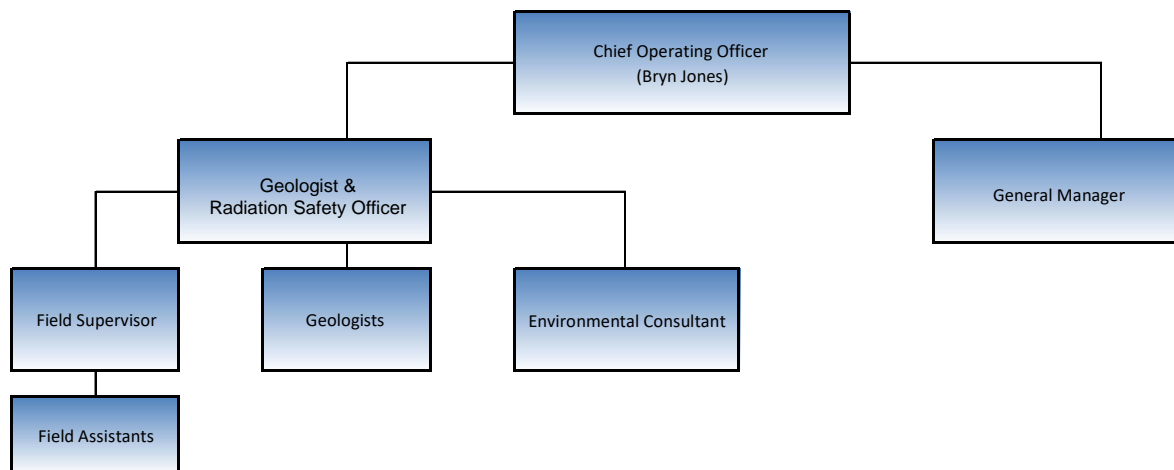 Chief Operating Officer
(Bryn Jones)
Geologist &
Radiation Safety Officer
General Manager
Field Supervisor
Geologists
Environmental Consultant
Field Assistants